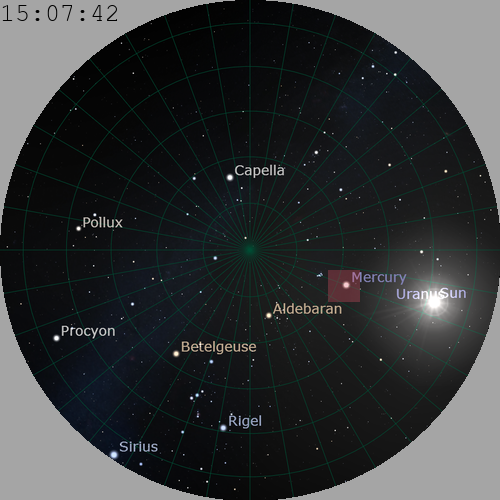 15:07:42
Capella
Pollux
Mercury
Uranu Sun
Aldebaran
Procyon
Betelgeuse
Rigel
Sirius